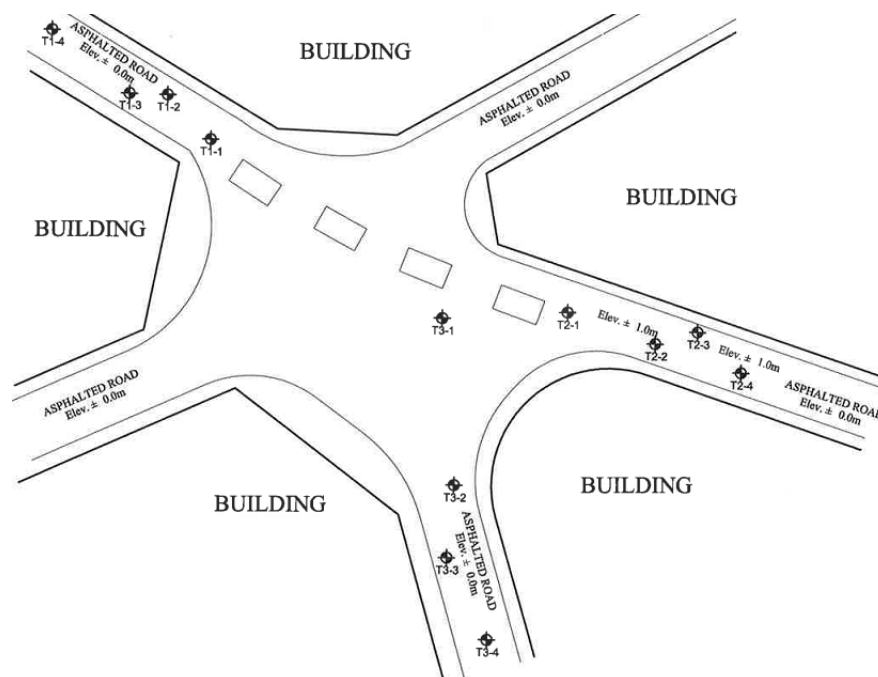 T1-4
ASPHALTED ROAD
Elev. ± 0.0m
T1-3
T1-2
T1-1
BUILDING
ASPHALTED ROAD
Elev. ± 0.0m
BUILDING
BUILDING
T3-1
T2-1
Elev. ± 1.0m
T2-2
T2-3
Elev. ± 1.0m
T2-4
ASPHALTED ROAD
Elev. ± 0.0m
ASPHALTED ROAD
Elev. ± 0.0m
BUILDING
BUILDING
T3-2
ASPHALTED ROAD
Elev. ± 0.0m
T3-3
T3-4